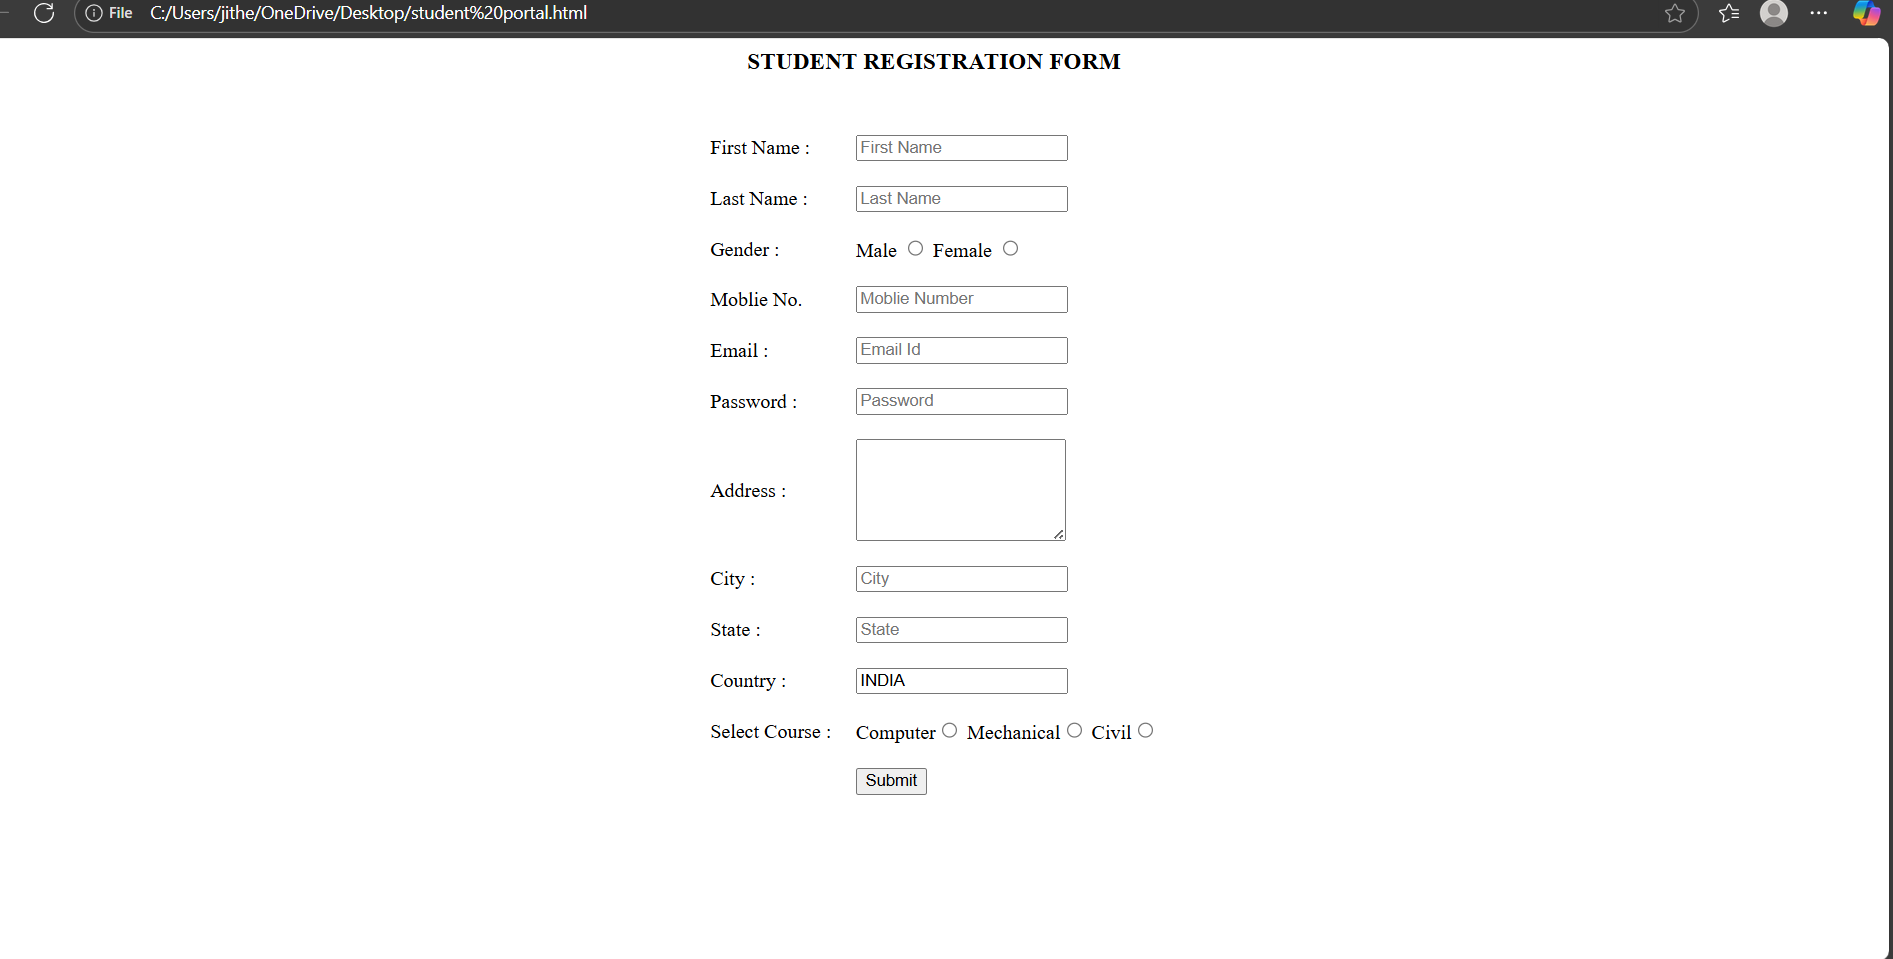 File C:/Users/jithe/OneDrive/Desktop/student%20portal.html
STUDENT REGISTRATION FORM
First Name : First Name
Last Name : Last Name
Gender : Male Female
Moblie No. Moblie Number
Email : Email Id
Password : Password
Address :
City : City
State : State
Country : INDIA
Select Course : Computer Mechanical Civil
Submit